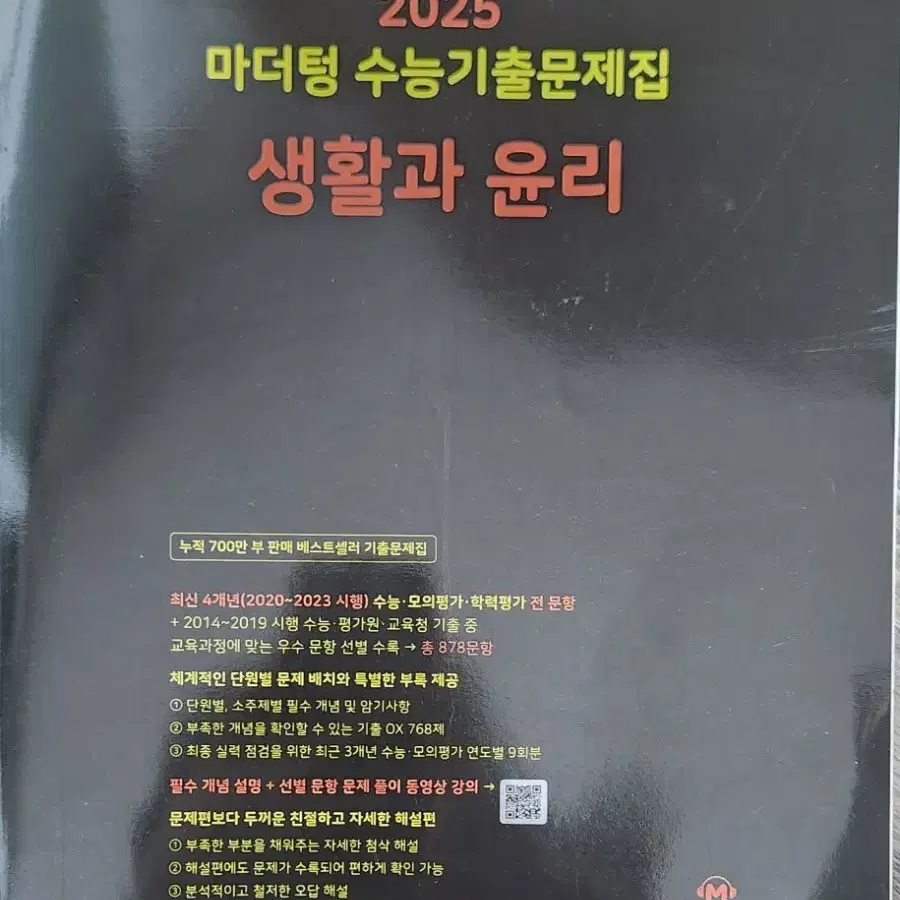 2025
마더텅 수능기출문제집
생활과 윤리
누적 700만 부 판매 베스트셀러 기출문제집
최신 4개년(2020~2023 시행) 수능·모의평가·학력평가 전 문항
+ 2014~2019 시행 수능·평가원·교육청 기출 중
교육과정에 맞는 우수 문항 선별 수록 → 총 878문항
체계적인 단원별 문제 배치와 특별한 부록 제공
① 단원별, 소주제별 필수 개념 및 암기사항
② 부족한 개념을 확인할 수 있는 기출 OX 768제
③ 최종 실력 점검을 위한 최근 3개년 수능·모의평가 연도별 9회분
필수 개념 설명 + 선별 문항 문제 풀이 동영상 강의 →
문제편보다 두꺼운 친절하고 자세한 해설편
① 부족한 부분을 채워주는 자세한 첨삭 해설
② 해설편에도 문제가 수록되어 편하게 확인 가능
③ 분석적이고 철저한 오답 해설
M